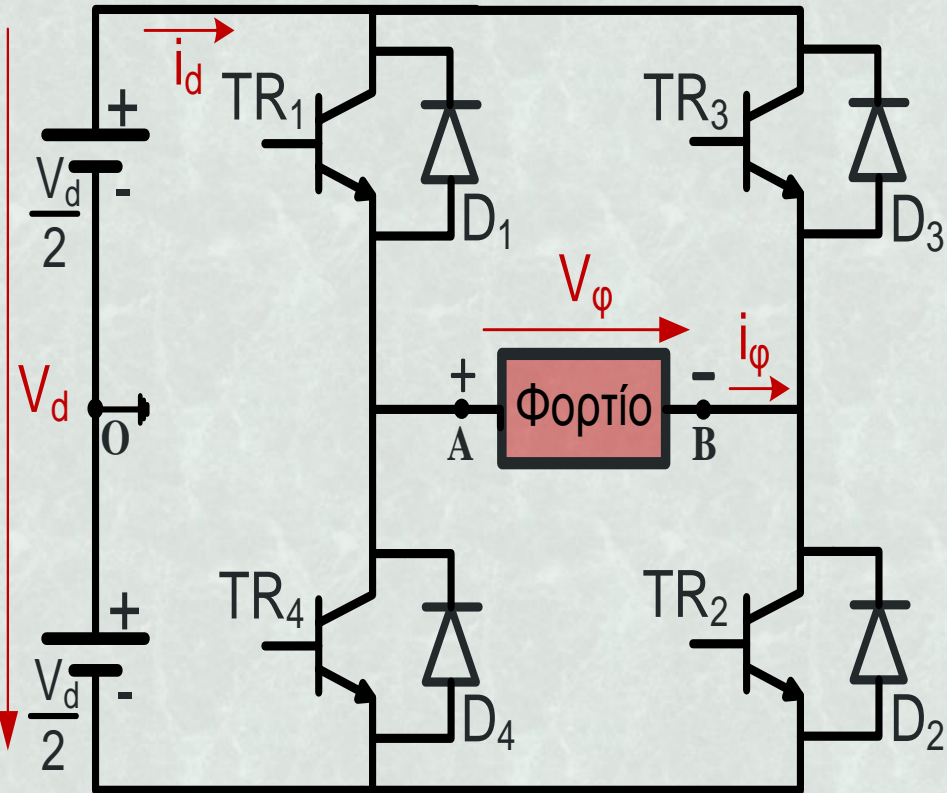 i_d
TR₁
TR₃
+
V_d
2
-
D₁
D₃
V_φ
i_φ
V_d
O
+
Φορτίο
-
A
B
TR₄
TR₂
+
V_d
2
-
D₄
D₂